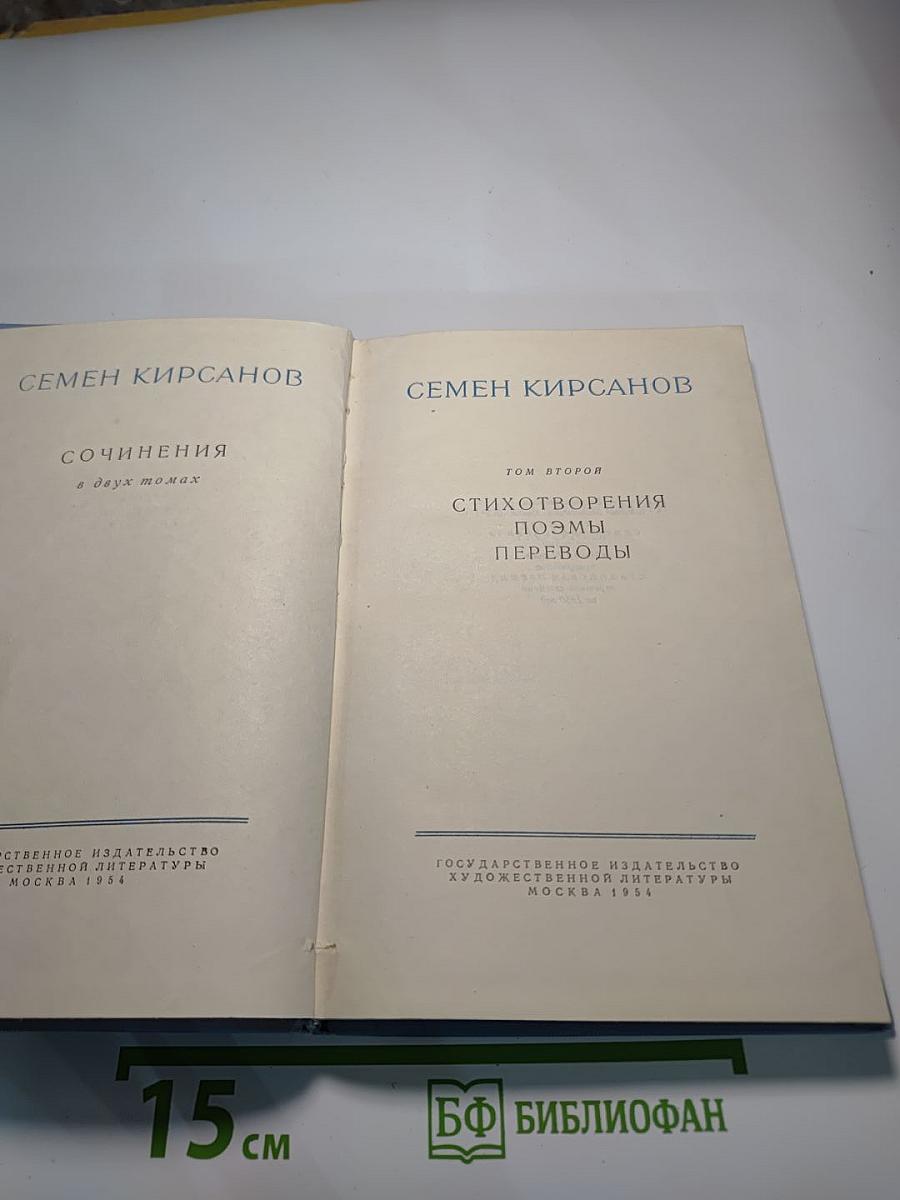 СЕМЕН КИРСАНОВ
СОЧИНЕНИЯ
в двух томах
РСТВЕННОЕ ИЗДАТЕЛЬСТВО
ЕСТВЕННОЙ ЛИТЕРАТУРЫ
МОСКВА 1954
СЕМЕН КИРСАНОВ
ТОМ ВТОРОЙ
СТИХОТВОРЕНИЯ
ПОЭМЫ
ПЕРЕВОДЫ
ГОСУДАРСТВЕННОЕ ИЗДАТЕЛЬСТВО
ХУДОЖЕСТВЕННОЙ ЛИТЕРАТУРЫ
МОСКВА 1954
15 см
БФ БИБЛИОФАН